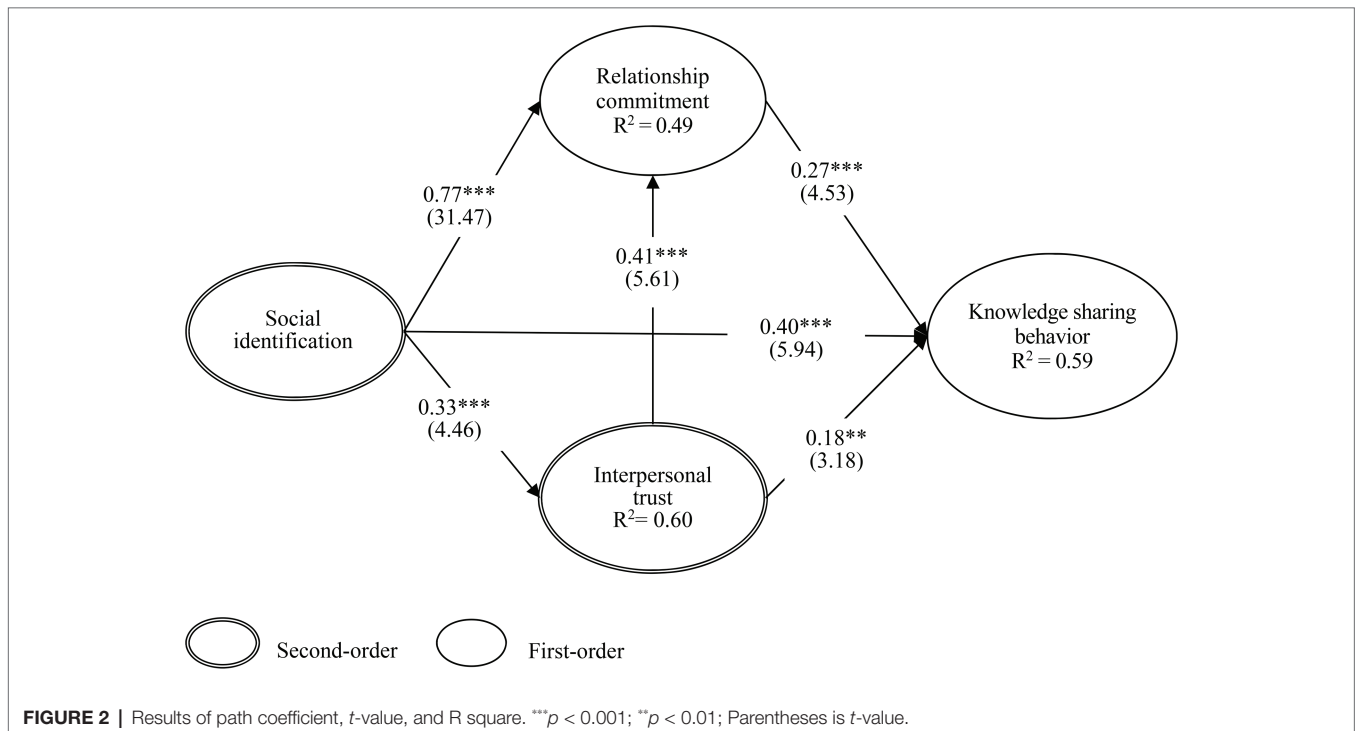 Relationship
commitment
R² = 0.49
0.77***
(31.47)
0.27***
(4.53)
0.41***
(5.61)
Social
identification
0.40***
(5.94)
Knowledge sharing
behavior
R² = 0.59
0.33***
(4.46)
0.18**
(3.18)
Interpersonal
trust
R²= 0.60
Second-order
First-order
FIGURE 2 | Results of path coefficient, t-value, and R square. ***p < 0.001; **p < 0.01; Parentheses is t-value.